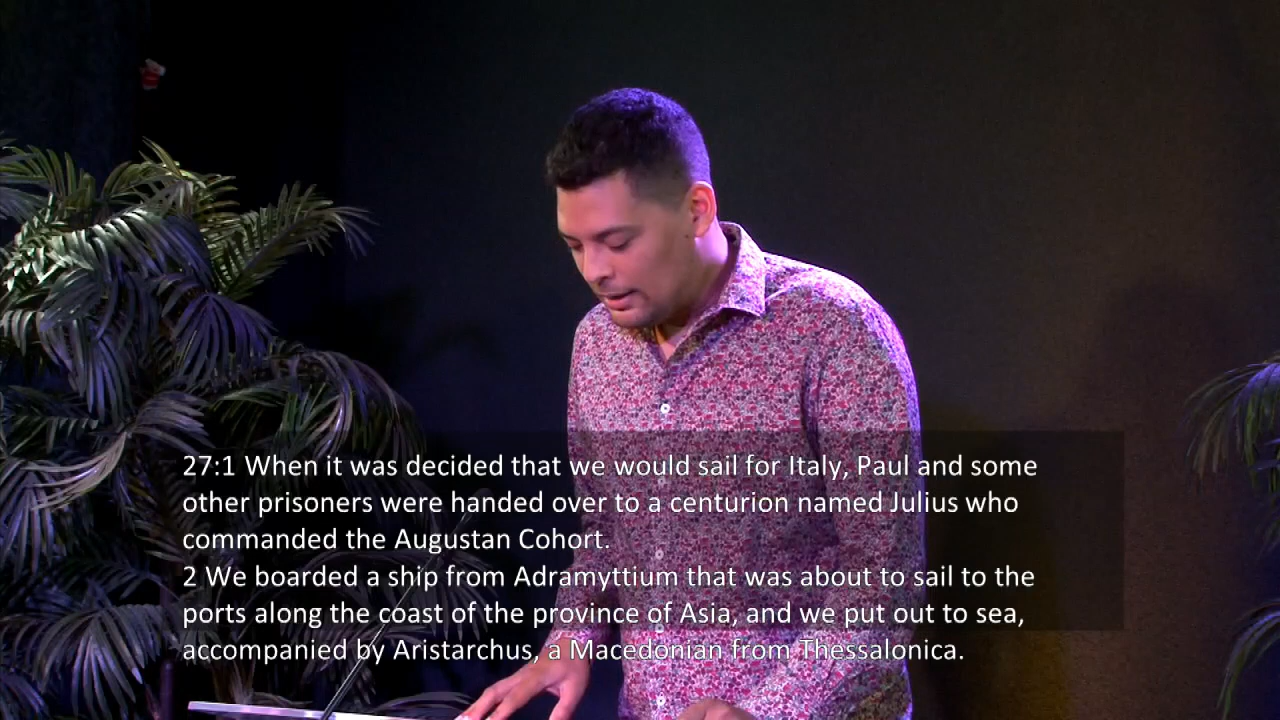 27:1 When it was decided that we would sail for Italy, Paul and some
other prisoners were handed over to a centurion named Julius who
commanded the Augustan Cohort.
2 We boarded a ship from Adramyttium that was about to sail to the
ports along the coast of the province of Asia, and we put out to sea,
accompanied by Aristarchus, a Macedonian from Thessalonica.